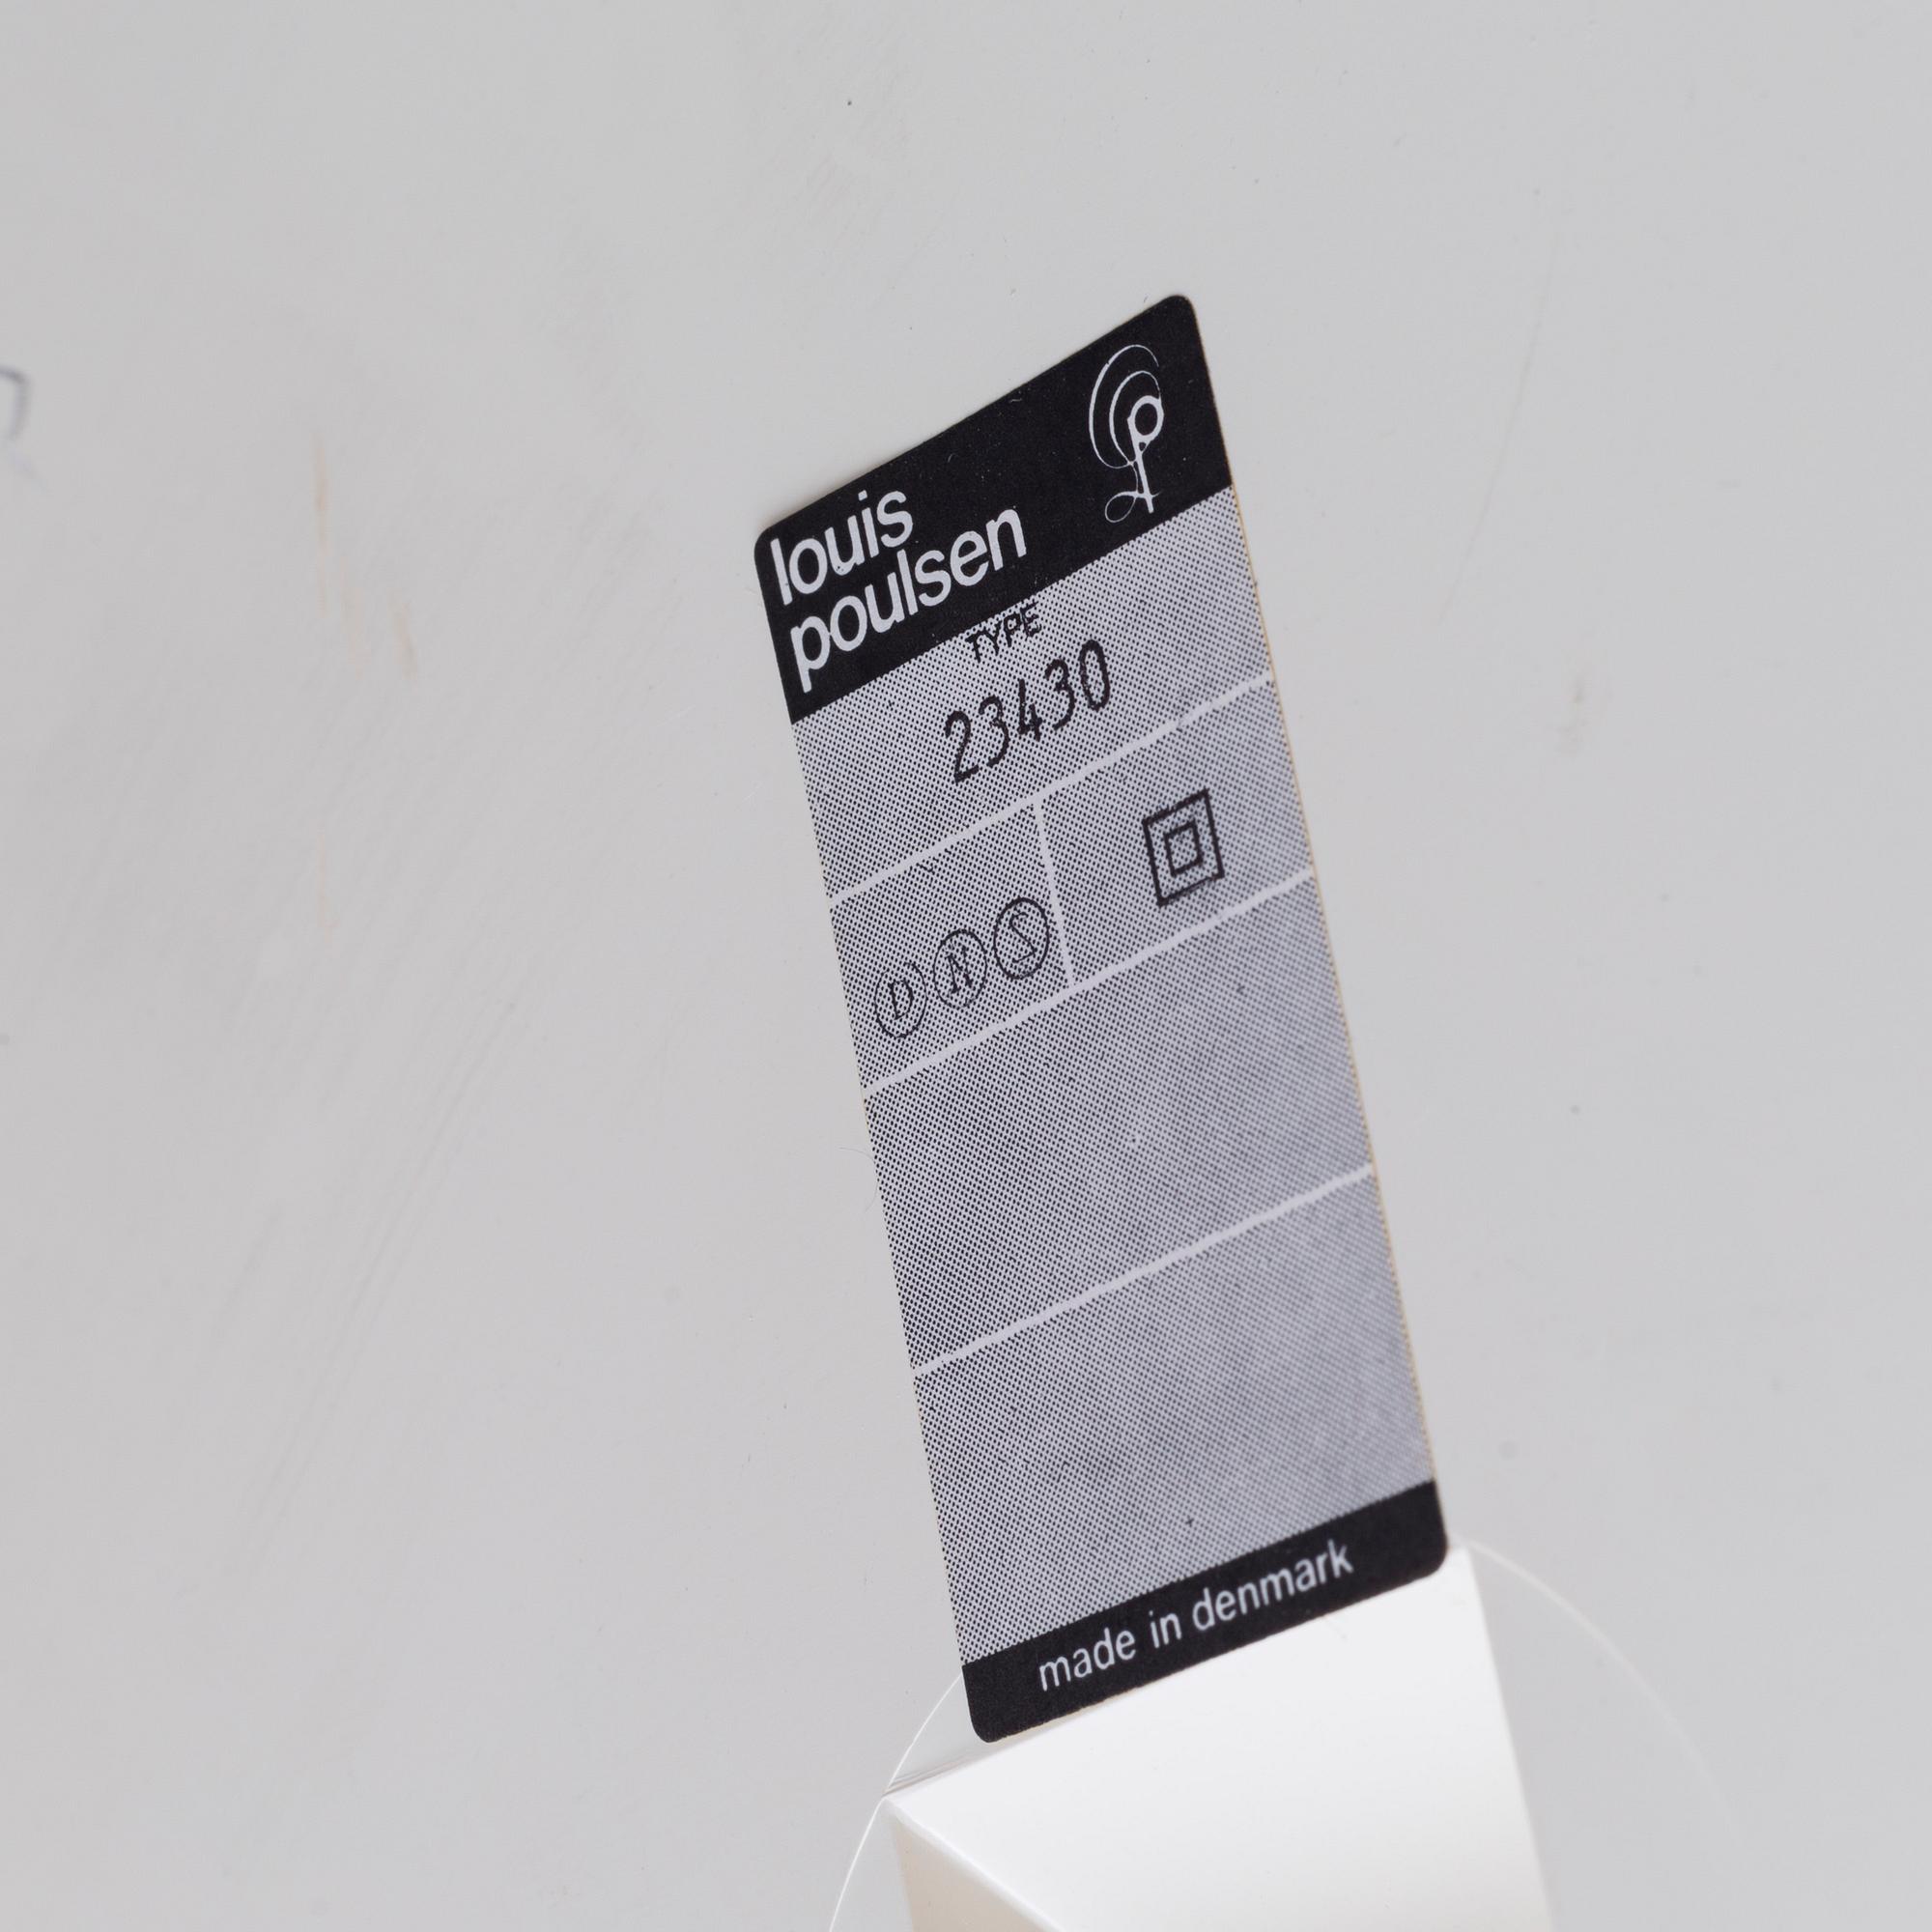 louis
poulsen
TYPE
23430
D N S
made in denmark